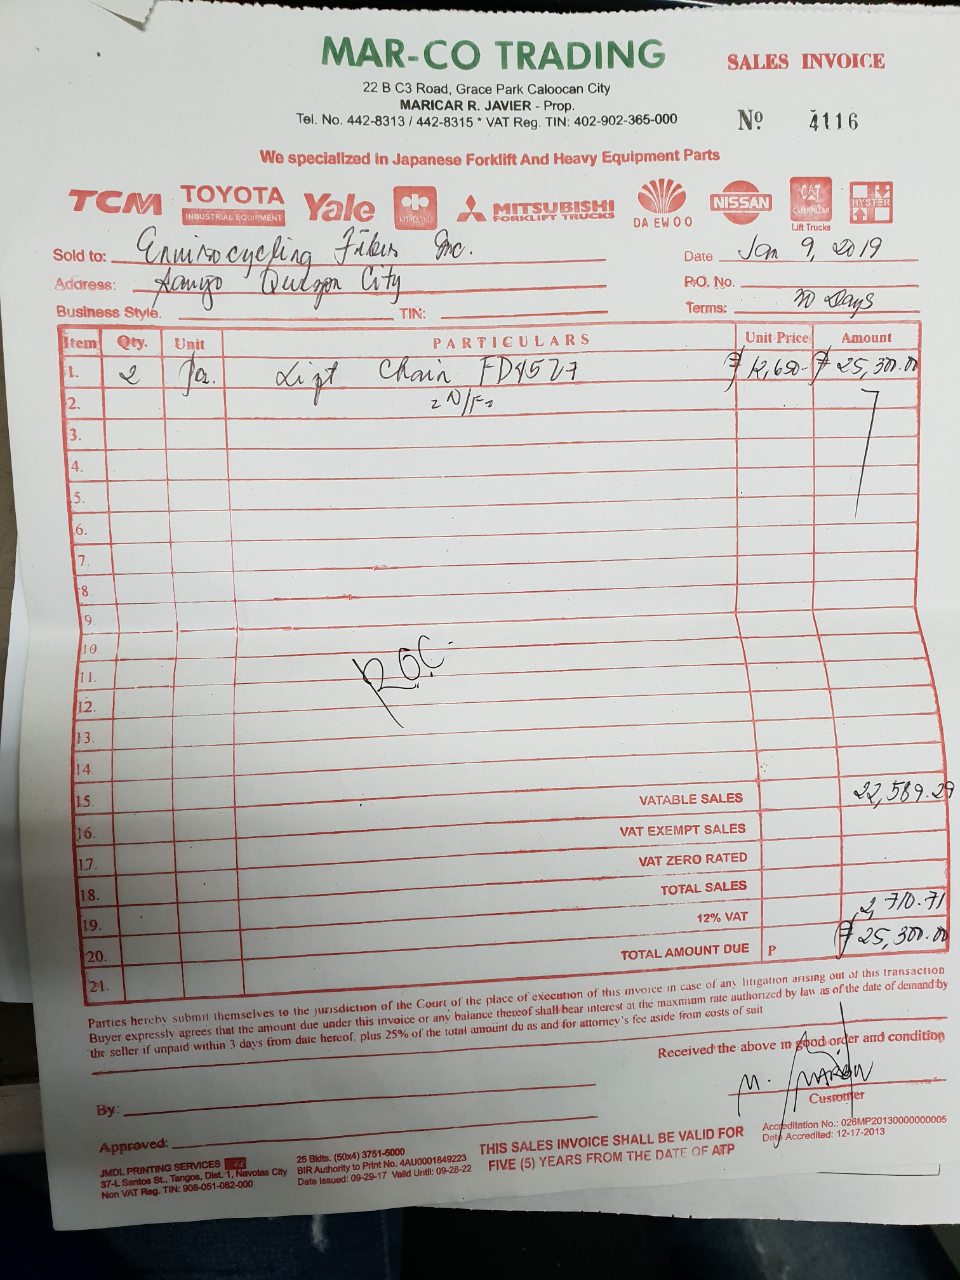 MAR-CO TRADING
SALES INVOICE
22 B C3 Road, Grace Park Caloocan City
MARICAR R. JAVIER - Prop.
Tel. No. 442-8313 / 442-8315 * VAT Reg. TIN: 402-902-365-000
Nº 4116
We specialized in Japanese Forklift And Heavy Equipment Parts
TCM TOYOTA INDUSTRIAL EQUIPMENT Yale KOMATSU MITSUBISHI FORKLIFT TRUCKS DAEWOO NISSAN CAT CATERPILLAR Lift Trucks HYSTER
Sold to: Envirocycling Fibers Inc. Date Jan 9, 2019
Address: Quezon City P.O. No.
Business Style. TIN: Terms: 30 Days
Item Qty. Unit PARTICULARS Unit Price Amount
1. 2 Lift Chain ₱ 12,650- ₱ 25,300.00
2.
3.
4.
5.
6.
7.
8.
9.
10.
11.
12.
13.
14.
15. VATABLE SALES 22,589.29
16. VAT EXEMPT SALES
17. VAT ZERO RATED
18. TOTAL SALES
19. 12% VAT 2,710.71
20. TOTAL AMOUNT DUE P ₱ 25,300.00
21.
Parties hereby submit themselves to the jurisdiction of the Court of the place of execution of this invoice in case of any litigation arising out of this transaction
Buyer expressly agrees that the amount due under this invoice or any balance thereof shall bear interest at the maxmium rate authorized by law as of the date of demand by
the seller if unpaid within 3 days from date hereof. plus 25% of the total amount du as and for attorney's fee aside from costs of suit
Received the above in good order and condition
By:
Customer
Approved:
Accreditation No.: 026MP20130000000005
Date Accredited: 12-17-2013
JMDL PRINTING SERVICES
37-L Santos St., Tangos, Dist. 1, Navotas City
Non VAT Reg. TIN: 908-051-082-000
25 Bklts. (50x4) 3751-5000
BIR Authority to Print No. 4AU0001649223
Date Issued: 09-29-17 Valid Until: 09-28-22
THIS SALES INVOICE SHALL BE VALID FOR
FIVE (5) YEARS FROM THE DATE OF ATP